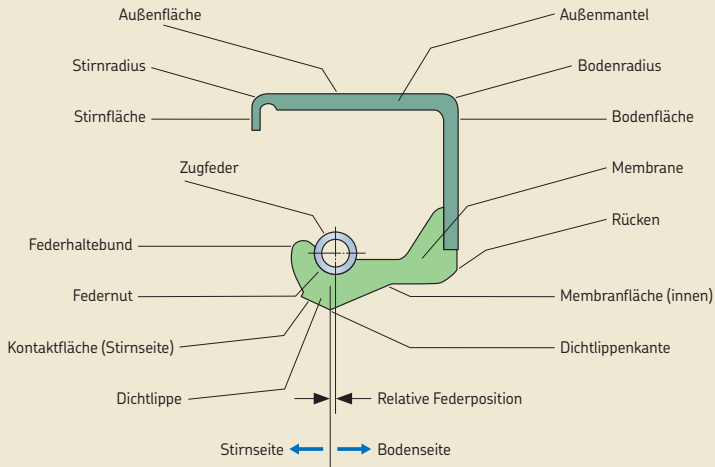 Außenfläche
Außenmantel
Stirnradius
Bodenradius
Stirnfläche
Bodenfläche
Zugfeder
Membrane
Rücken
Federhaltebund
Federnut
Membranfläche (innen)
Kontaktfläche (Stirnseite)
Dichtlippenkante
Dichtlippe
Relative Federposition
Stirnseite
Bodenseite